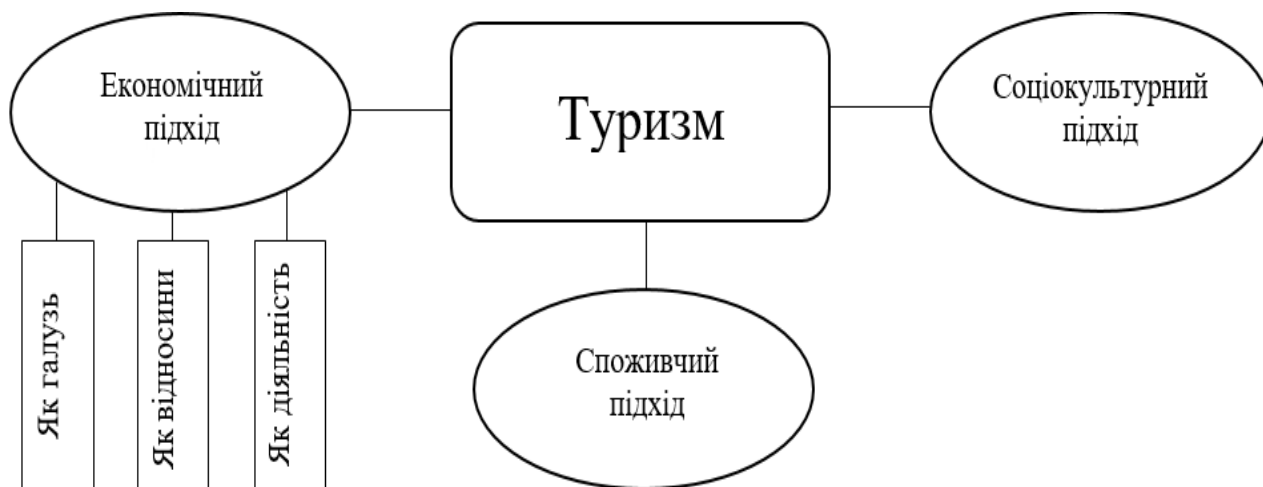 Економічний
підхід
Туризм
Соціокультурний
підхід
Як галузь
Як відносини
Як діяльність
Споживчий
підхід